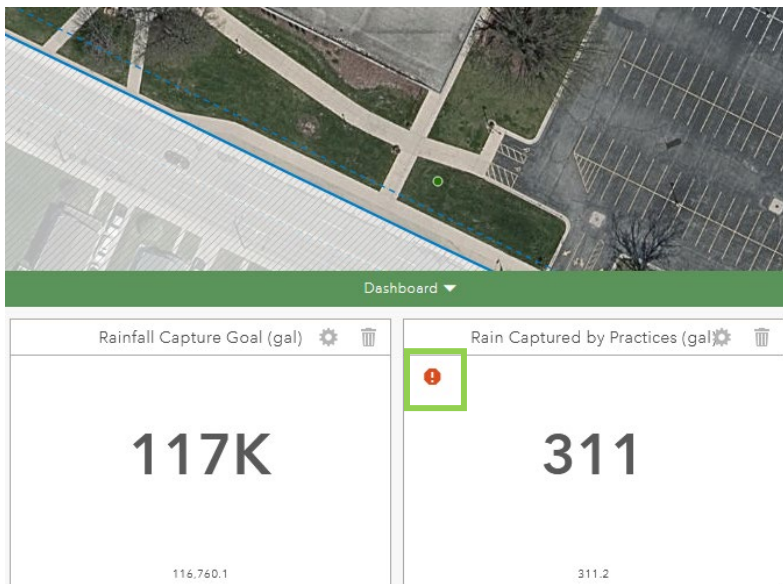 Dashboard
Rainfall Capture Goal (gal)
Rain Captured by Practices (gal)
117K
311
116,760.1
311.2